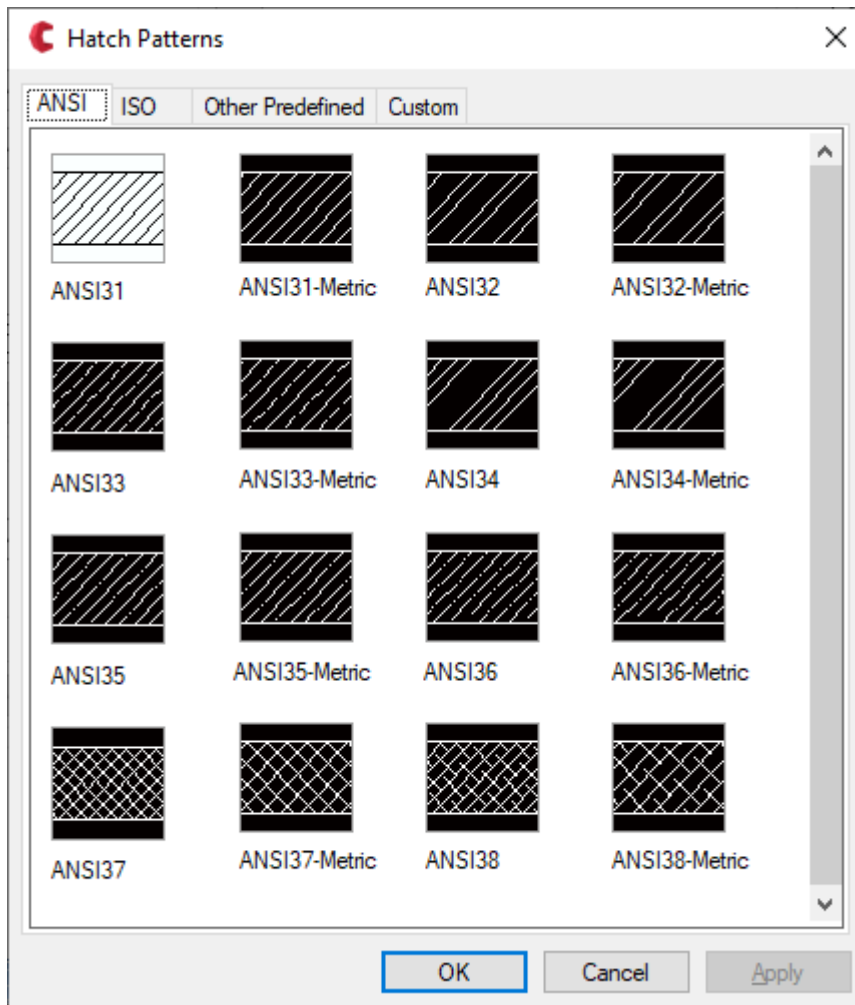 Hatch Patterns
ANSI ISO Other Predefined Custom
ANSI31 ANSI31-Metric ANSI32 ANSI32-Metric
ANSI33 ANSI33-Metric ANSI34 ANSI34-Metric
ANSI35 ANSI35-Metric ANSI36 ANSI36-Metric
ANSI37 ANSI37-Metric ANSI38 ANSI38-Metric
OK Cancel Apply